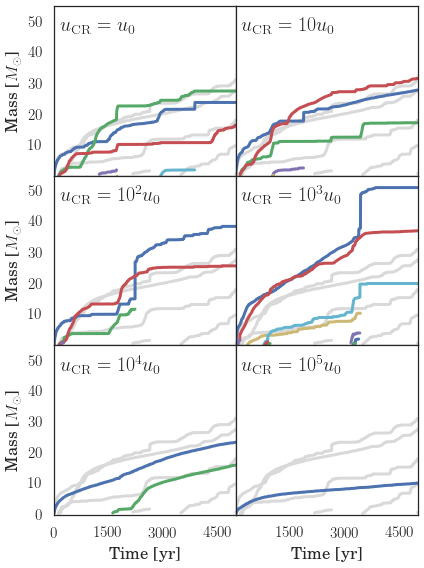 u_CR = u_0
u_CR = 10u_0
Mass [M_☉]
50
40
30
20
10
u_CR = 10^2u_0
u_CR = 10^3u_0
Mass [M_☉]
50
40
30
20
10
u_CR = 10^4u_0
u_CR = 10^5u_0
Mass [M_☉]
50
40
30
20
10
0
0 1500 3000 4500 1500 3000 4500
Time [yr] Time [yr]